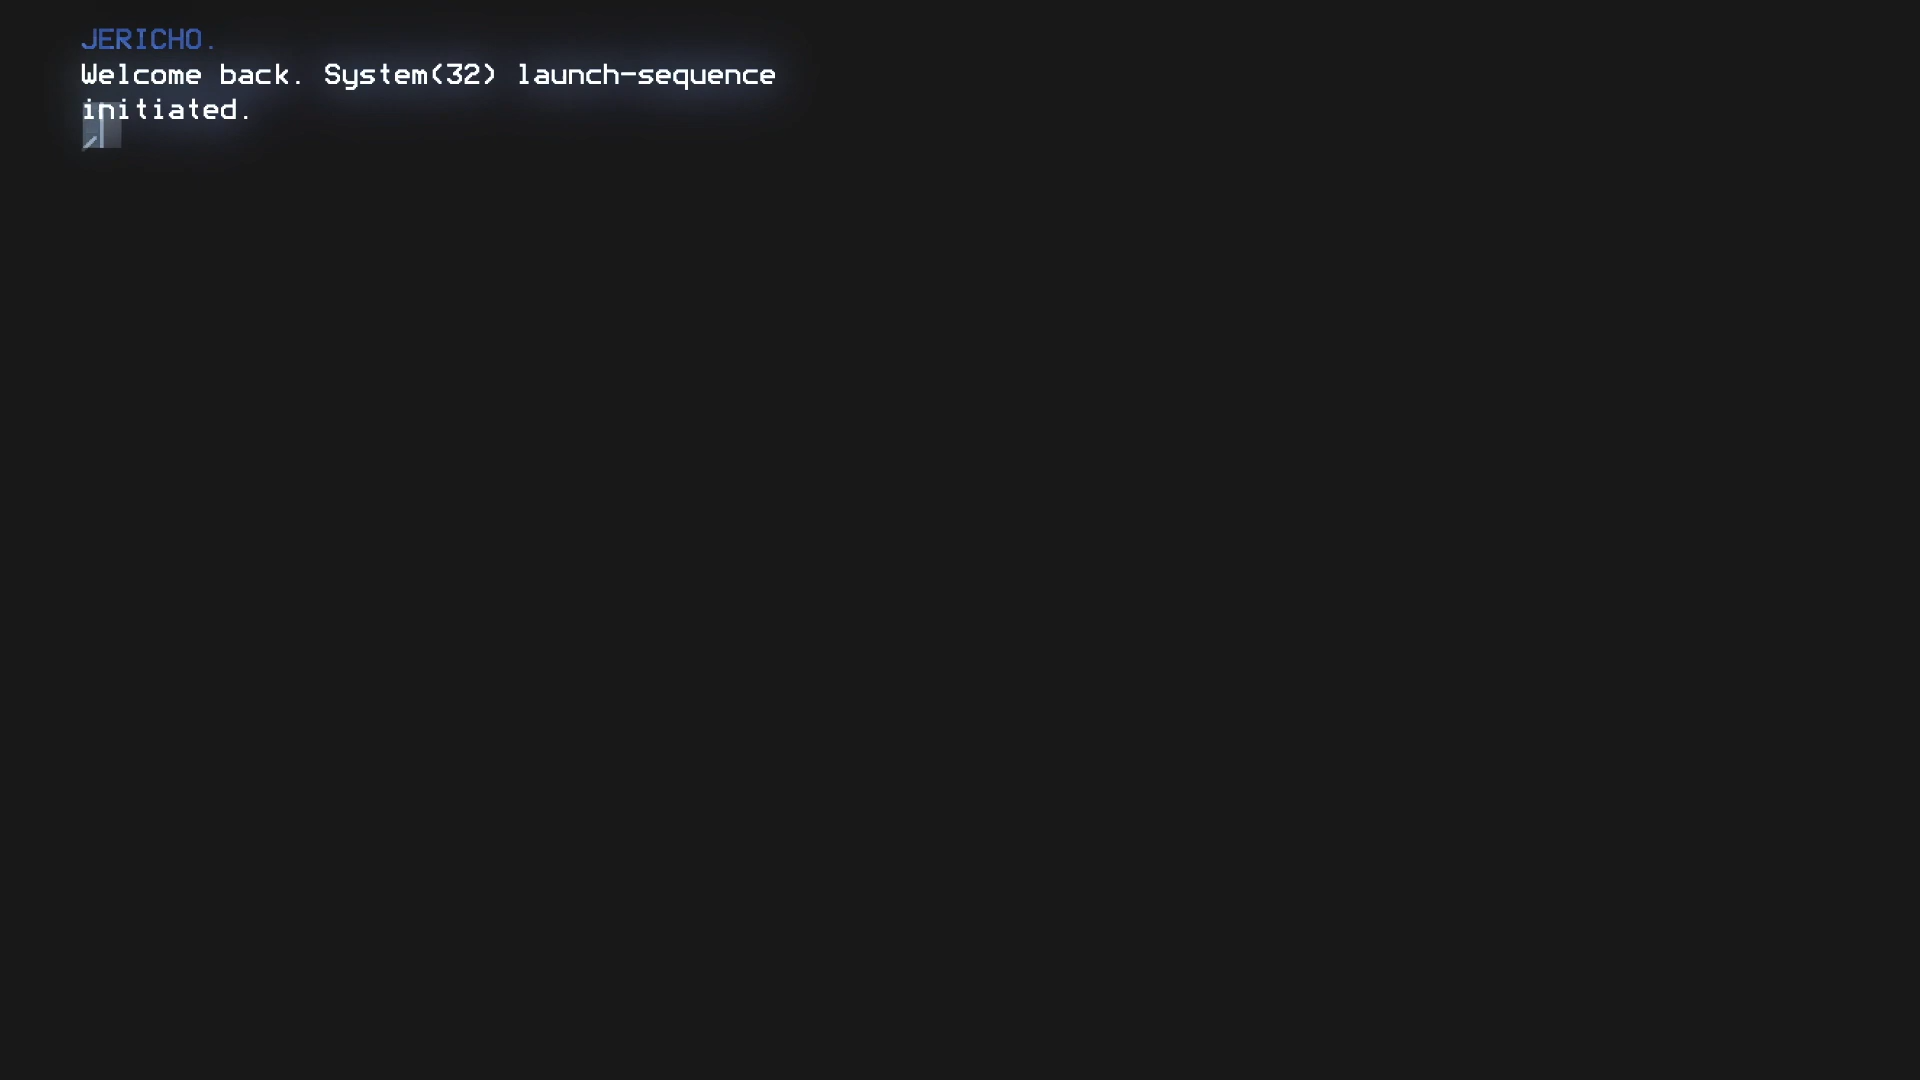 JERICHO.
Welcome back. System(32) launch-sequence
initiated.